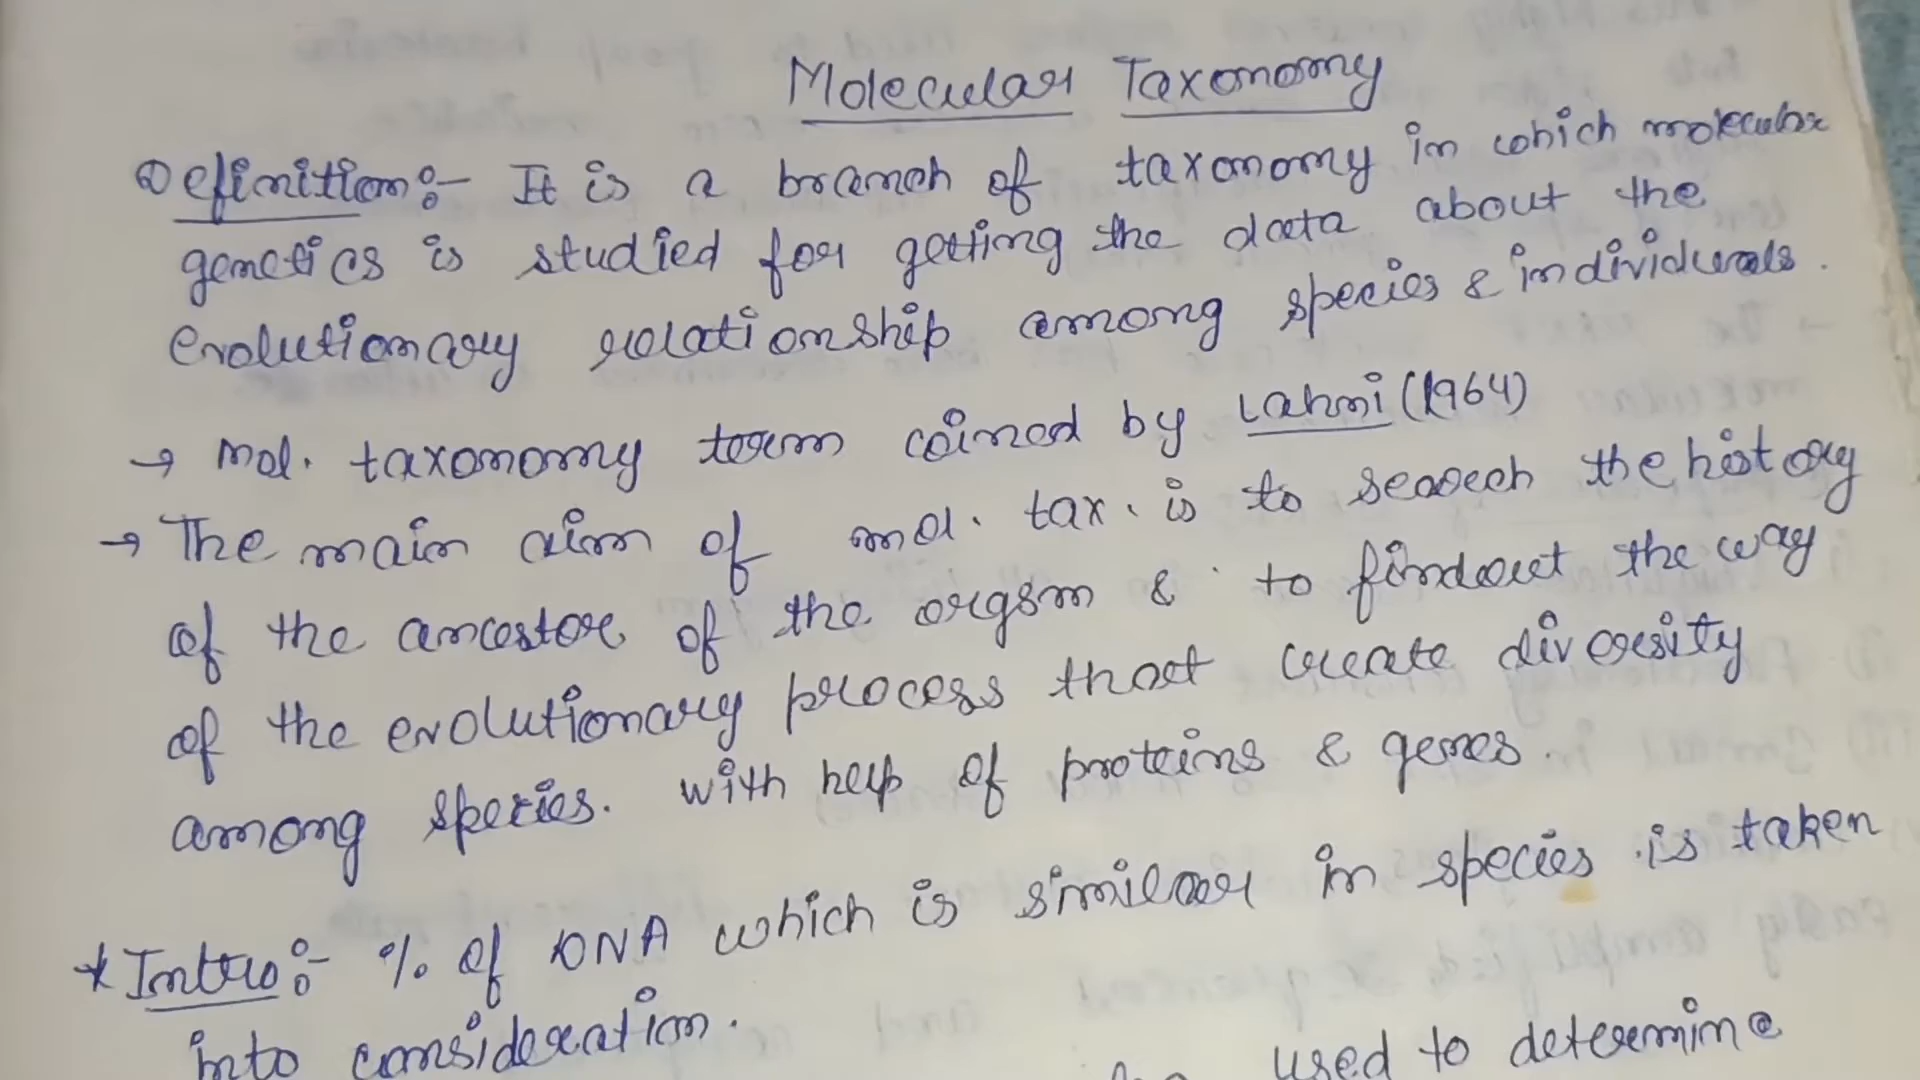 Molecular Taxonomy
Definition:- It is a branch of taxonomy in which molecular
genetics is studied for getting the data about the
evolutionary relationship among species & individuals.
→ mol. taxonomy term coined by Lahni (1964)
→ The main aim of mol. tax. is to search the history
of the ancestor of the orgsm & to findout the way
of the evolutionary process that create diversity
among species. with help of proteins & genes.
* Intro:- % of DNA which is similar in species is taken
into consideration.
used to determine